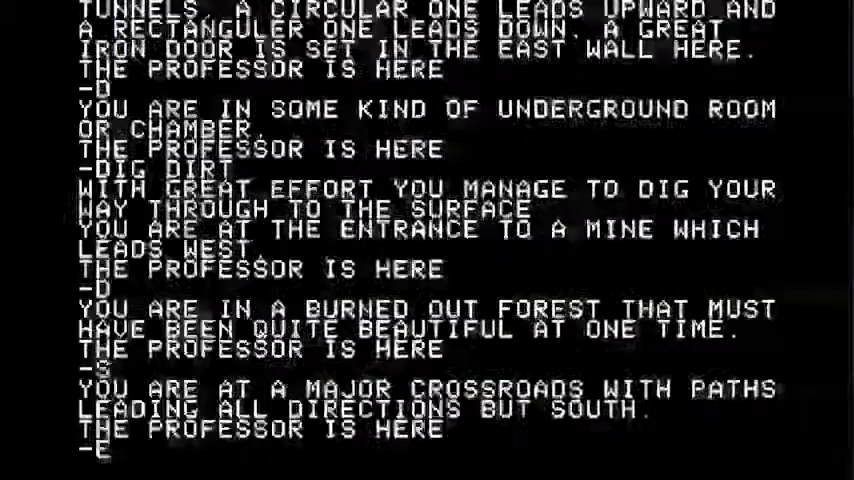 TUNNELS. A CIRCULAR ONE LEADS UPWARD AND
A RECTANGULER ONE LEADS DOWN. A GREAT
IRON DOOR IS SET IN THE EAST WALL HERE.
THE PROFESSOR IS HERE
-D
YOU ARE IN SOME KIND OF UNDERGROUND ROOM
OR CHAMBER.
THE PROFESSOR IS HERE
-DIG DIRT
WITH GREAT EFFORT YOU MANAGE TO DIG YOUR
WAY THROUGH TO THE SURFACE
YOU ARE AT THE ENTRANCE TO A MINE WHICH
LEADS WEST.
THE PROFESSOR IS HERE
-D
YOU ARE IN A BURNED OUT FOREST THAT MUST
HAVE BEEN QUITE BEAUTIFUL AT ONE TIME.
THE PROFESSOR IS HERE
-S
YOU ARE AT A MAJOR CROSSROADS WITH PATHS
LEADING ALL DIRECTIONS BUT SOUTH.
THE PROFESSOR IS HERE
-E